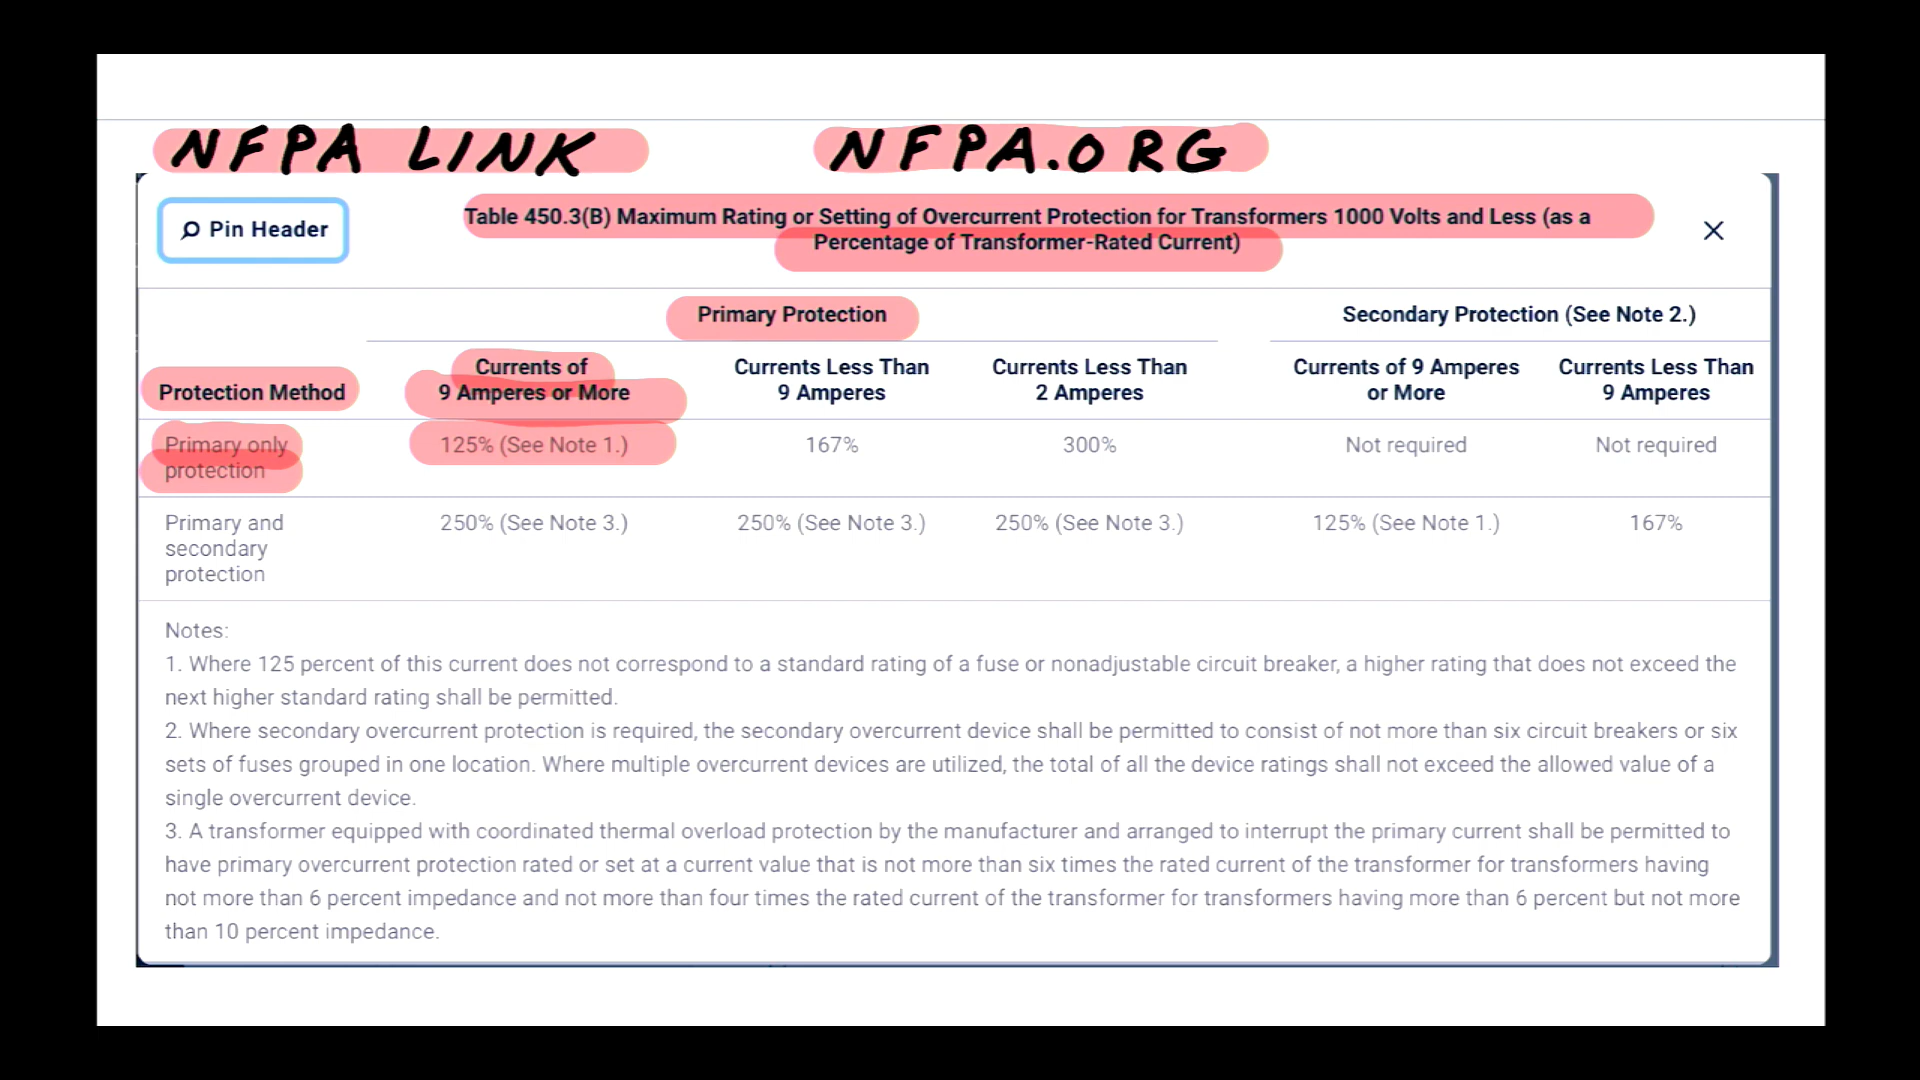 NFPA LINK NFPA.ORG
Pin Header
Table 450.3(B) Maximum Rating or Setting of Overcurrent Protection for Transformers 1000 Volts and Less (as a
Percentage of Transformer-Rated Current)
Primary Protection Secondary Protection (See Note 2.)
Protection Method
Currents of
9 Amperes or More
Currents Less Than
9 Amperes
Currents Less Than
2 Amperes
Currents of 9 Amperes
or More
Currents Less Than
9 Amperes
Primary only
protection
125% (See Note 1.) 167% 300% Not required Not required
Primary and
secondary
protection
250% (See Note 3.) 250% (See Note 3.) 250% (See Note 3.) 125% (See Note 1.) 167%
Notes:
1. Where 125 percent of this current does not correspond to a standard rating of a fuse or nonadjustable circuit breaker, a higher rating that does not exceed the
next higher standard rating shall be permitted.
2. Where secondary overcurrent protection is required, the secondary overcurrent device shall be permitted to consist of not more than six circuit breakers or six
sets of fuses grouped in one location. Where multiple overcurrent devices are utilized, the total of all the device ratings shall not exceed the allowed value of a
single overcurrent device.
3. A transformer equipped with coordinated thermal overload protection by the manufacturer and arranged to interrupt the primary current shall be permitted to
have primary overcurrent protection rated or set at a current value that is not more than six times the rated current of the transformer for transformers having
not more than 6 percent impedance and not more than four times the rated current of the transformer for transformers having more than 6 percent but not more
than 10 percent impedance.